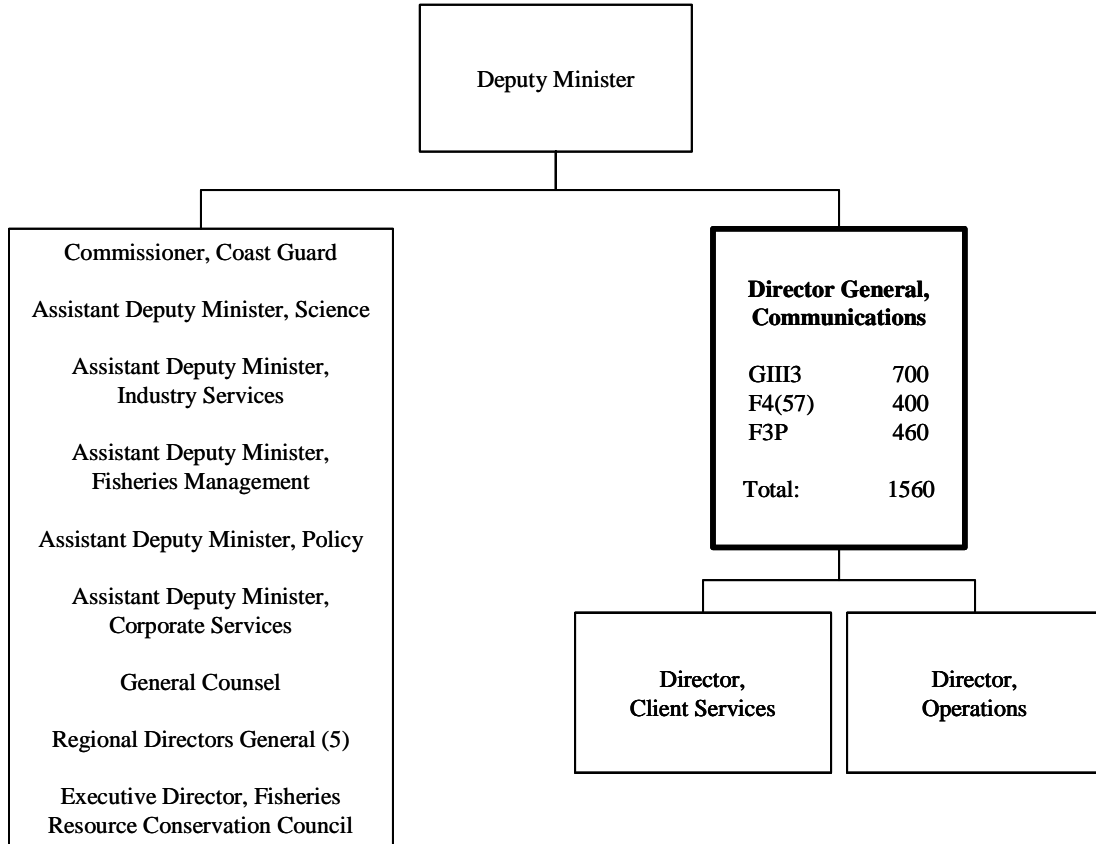 Deputy Minister
Commissioner, Coast Guard
Assistant Deputy Minister, Science
Assistant Deputy Minister,
Industry Services
Assistant Deputy Minister,
Fisheries Management
Assistant Deputy Minister, Policy
Assistant Deputy Minister,
Corporate Services
General Counsel
Regional Directors General (5)
Executive Director, Fisheries
Resource Conservation Council
Director General,
Communications
GIII3 700
F4(57) 400
F3P 460
Total: 1560
Director,
Client Services
Director,
Operations